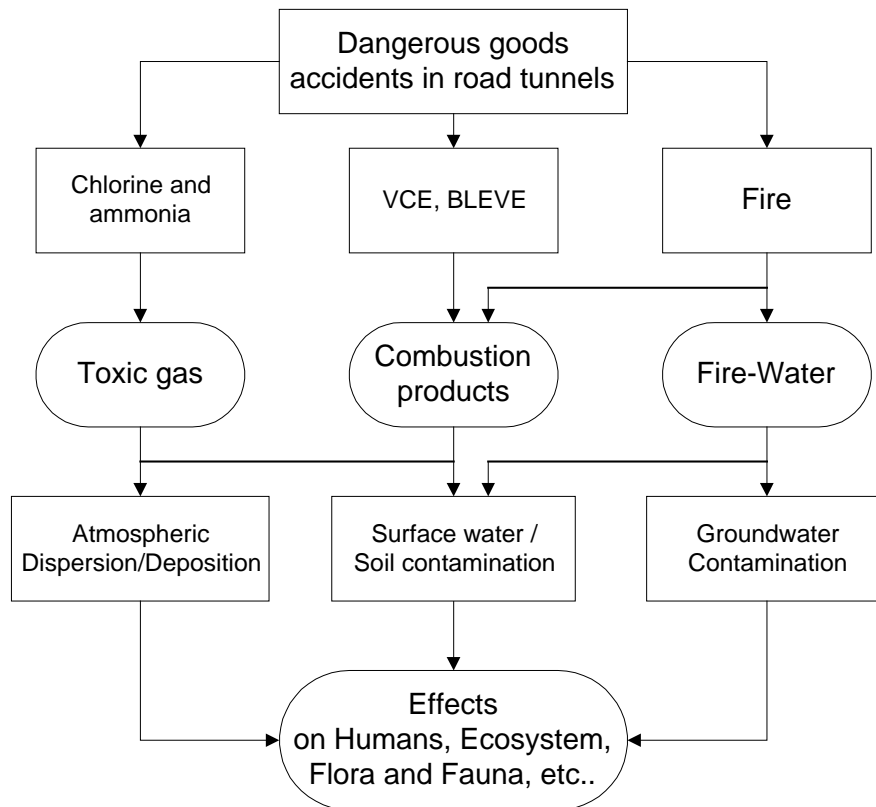 Dangerous goods
accidents in road tunnels
Chlorine and
ammonia
VCE, BLEVE
Fire
Toxic gas
Combustion
products
Fire-Water
Atmospheric
Dispersion/Deposition
Surface water /
Soil contamination
Groundwater
Contamination
Effects
on Humans, Ecosystem,
Flora and Fauna, etc..